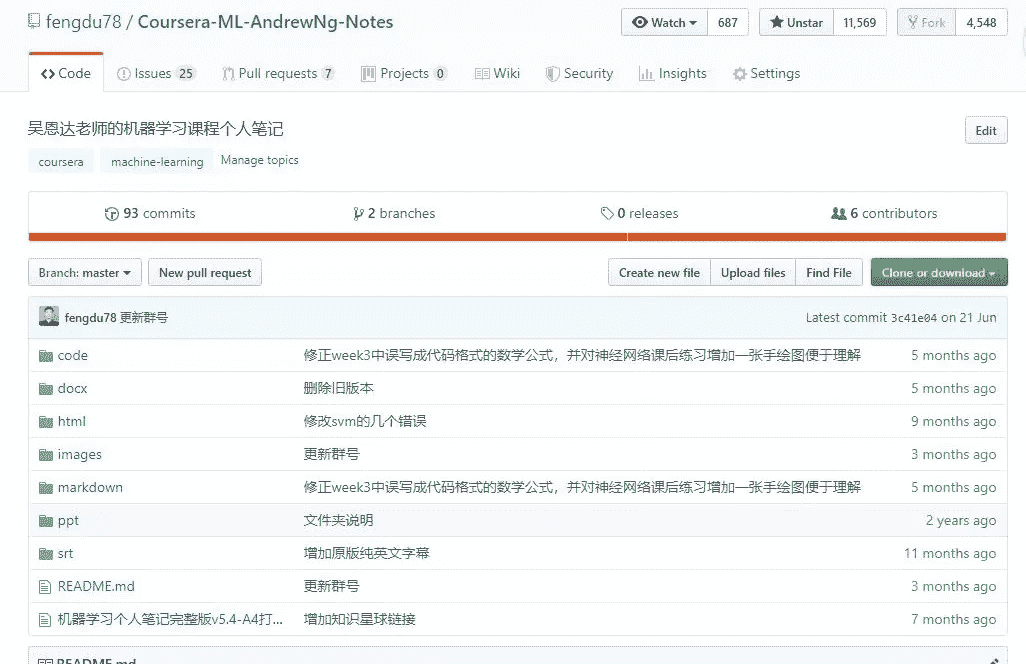 fengdu78 / Coursera-ML-AndrewNg-Notes
Watch 687 Unstar 11,569 Fork 4,548
Code Issues 25 Pull requests 7 Projects 0 Wiki Security Insights Settings
吴恩达老师的机器学习课程个人笔记 Edit
coursera machine-learning Manage topics
93 commits 2 branches 0 releases 6 contributors
Branch: master New pull request Create new file Upload files Find File Clone or download
fengdu78 更新群号 Latest commit 3c41e04 on 21 Jun
code 修正week3中误写成代码格式的数学公式，并对神经网络课后练习增加一张手绘图便于理解 5 months ago
docx 删除旧版本 5 months ago
html 修改svm的几个错误 9 months ago
images 更新群号 3 months ago
markdown 修正week3中误写成代码格式的数学公式，并对神经网络课后练习增加一张手绘图便于理解 5 months ago
ppt 文件夹说明 2 years ago
srt 增加原版纯英文字幕 11 months ago
README.md 更新群号 3 months ago
机器学习个人笔记完整版v5.4-A4打... 增加知识星球链接 7 months ago
README.md